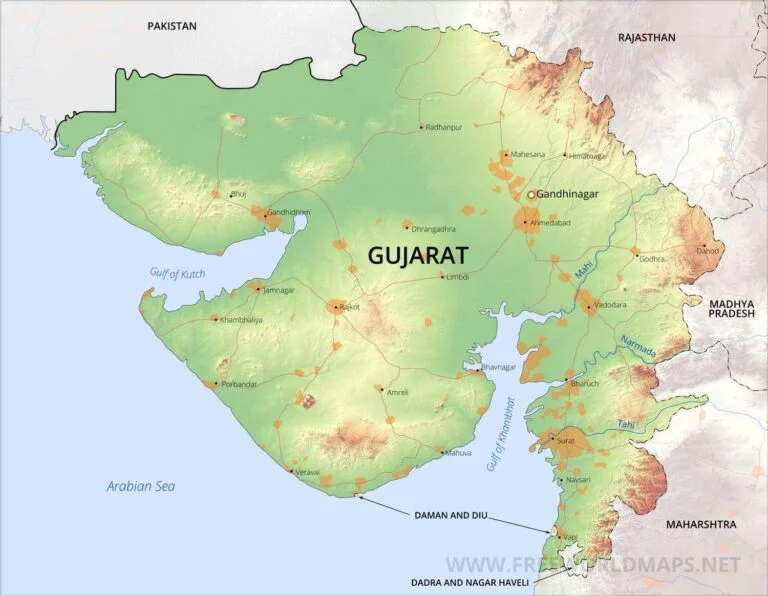 PAKISTAN
RAJASTHAN
Radhanpur
Mahesana
Himatnagar
Bhuj
Gandhinagar
Gandhidham
Ahmedabad
Dhrangadhra
GUJARAT
Dahod
Godhra
Gulf of Kutch
Mahi
Limbdi
Jamnagar
Rajkot
Vadodara
MADHYA
PRADESH
Khambhaliya
Narmada
Bhavnagar
Porbandar
Bharuch
Amreli
Gulf of Khambhat
Tahi
Surat
Mahuva
Veraval
Navsari
Arabian Sea
DAMAN AND DIU
MAHARSHTRA
Vapi
WWW.FREEWORLDMAPS.NET
DADRA AND NAGAR HAVELI